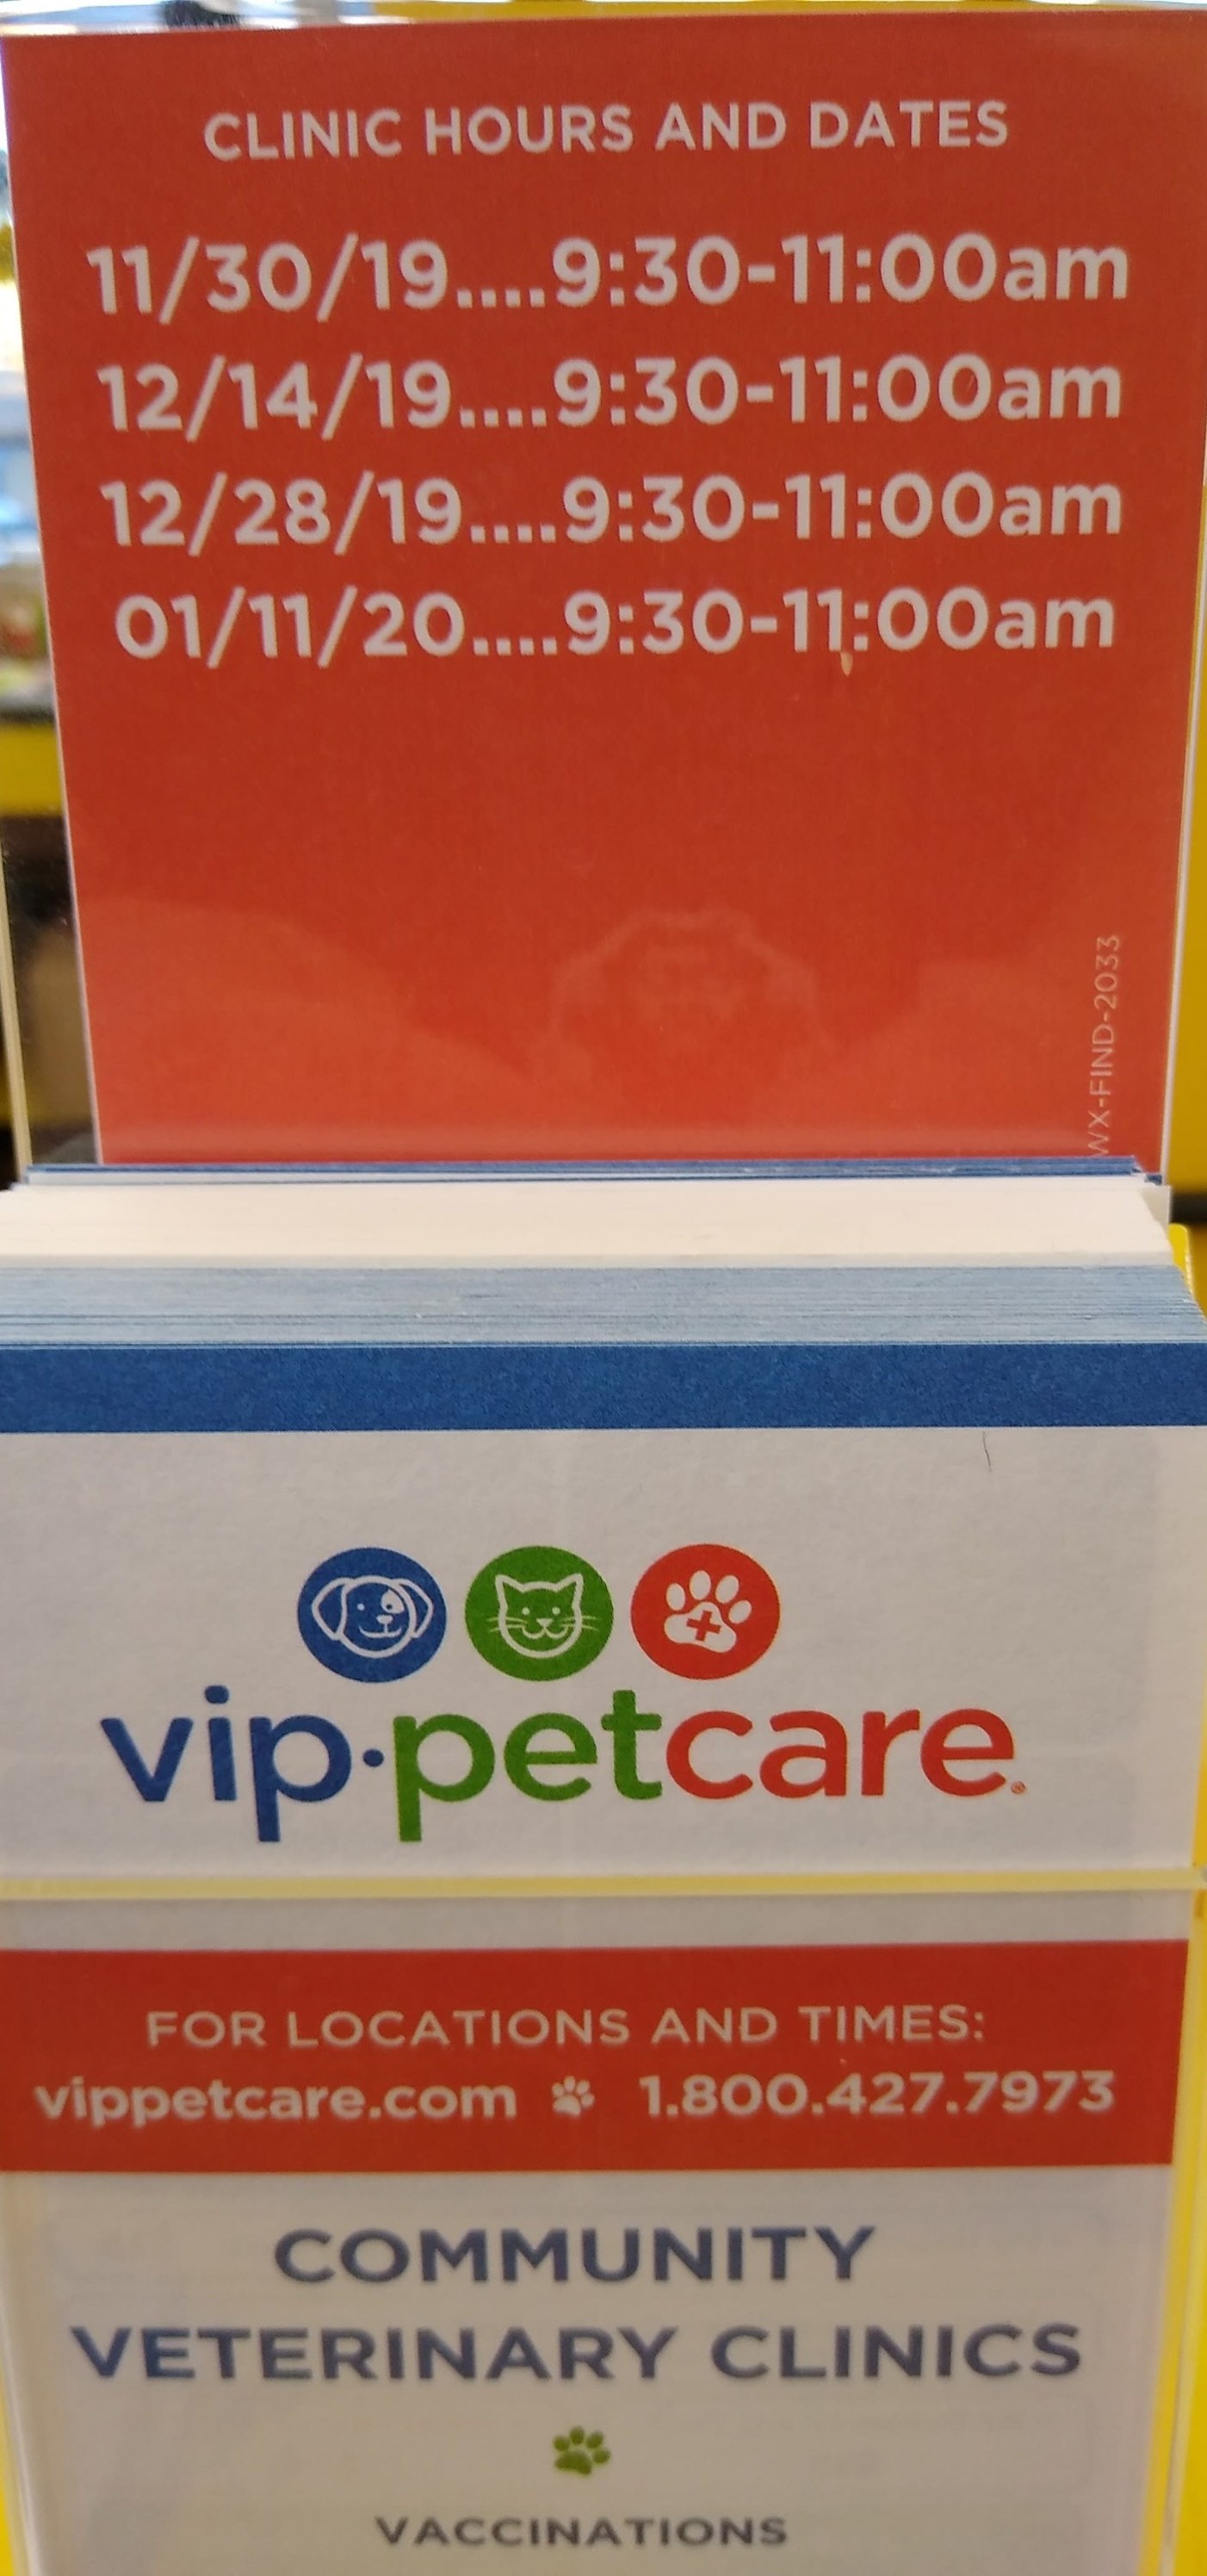 CLINIC HOURS AND DATES
11/30/19....9:30-11:00am
12/14/19....9:30-11:00am
12/28/19....9:30-11:00am
01/11/20....9:30-11:00am
WX-FIND-2033
vip·petcare®
FOR LOCATIONS AND TIMES:
vippetcare.com 1.800.427.7973
COMMUNITY
VETERINARY CLINICS
VACCINATIONS